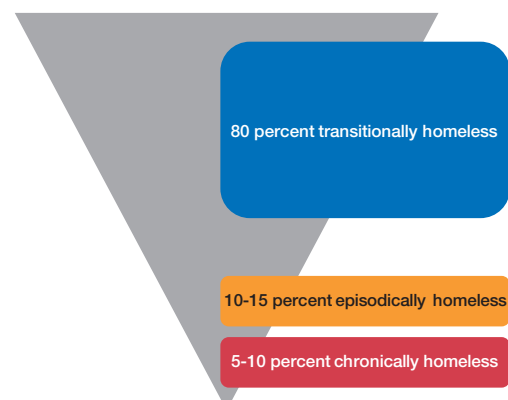 80 percent transitionally homeless
10-15 percent episodically homeless
5-10 percent chronically homeless